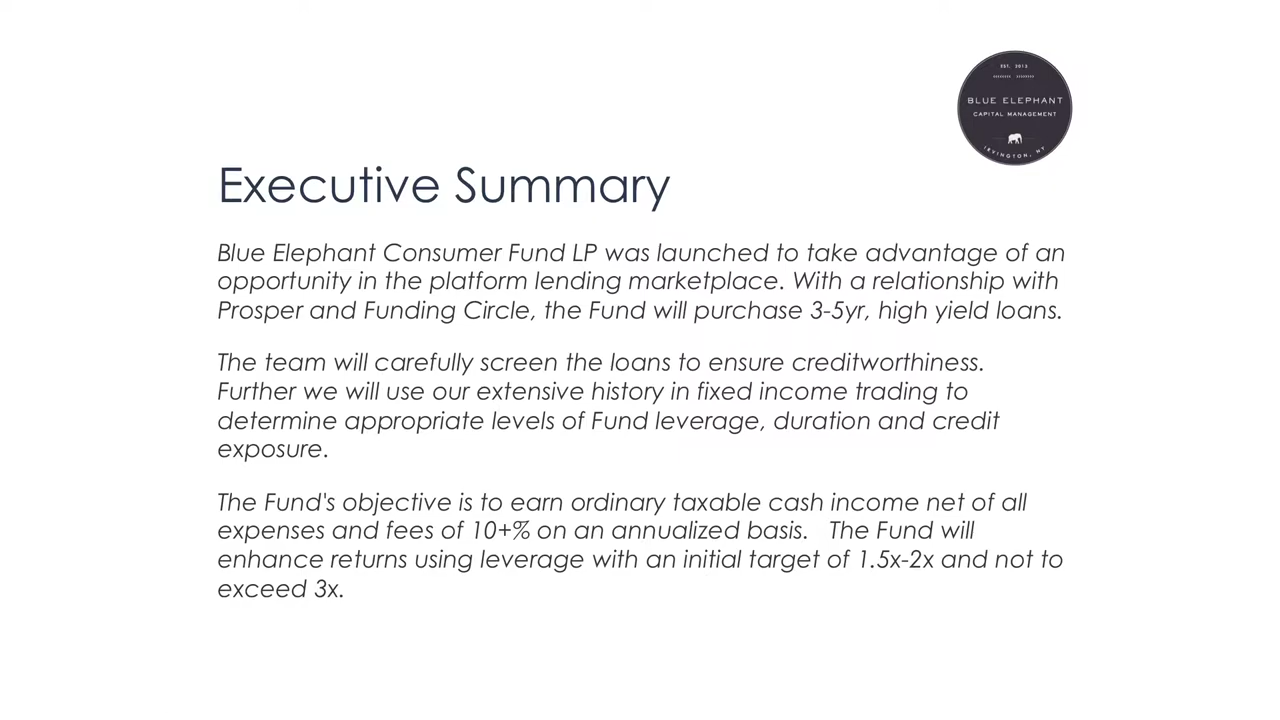 EST. 2013
BLUE ELEPHANT
CAPITAL MANAGEMENT
IRVINGTON, NY
Executive Summary
Blue Elephant Consumer Fund LP was launched to take advantage of an
opportunity in the platform lending marketplace. With a relationship with
Prosper and Funding Circle, the Fund will purchase 3-5yr, high yield loans.
The team will carefully screen the loans to ensure creditworthiness.
Further we will use our extensive history in fixed income trading to
determine appropriate levels of Fund leverage, duration and credit
exposure.
The Fund's objective is to earn ordinary taxable cash income net of all
expenses and fees of 10+% on an annualized basis.   The Fund will
enhance returns using leverage with an initial target of 1.5x-2x and not to
exceed 3x.